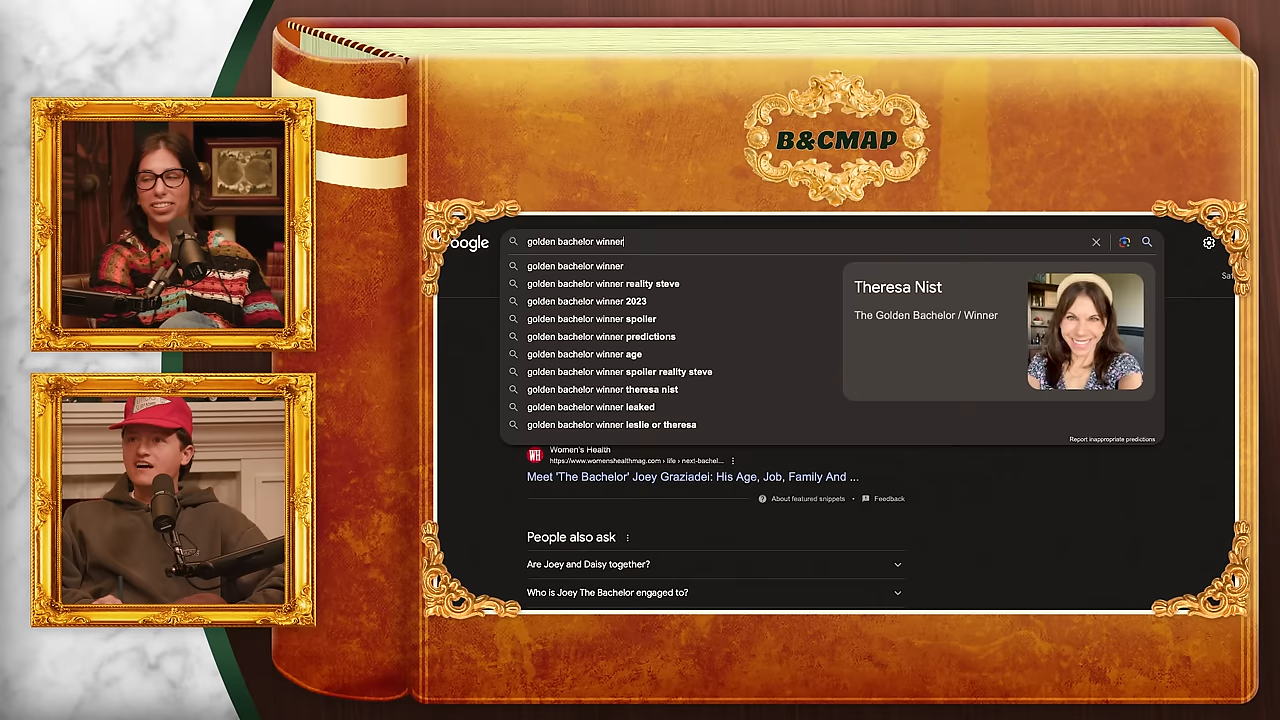 B&CMAP
oogle
golden bachelor winner
golden bachelor winner
golden bachelor winner reality steve
golden bachelor winner 2023
golden bachelor winner spoiler
golden bachelor winner predictions
golden bachelor winner age
golden bachelor winner spoiler reality steve
golden bachelor winner theresa nist
golden bachelor winner leaked
golden bachelor winner leslie or theresa
Theresa Nist
The Golden Bachelor / Winner
Report inappropriate predictions
WH
Women's Health
https://www.womenshealthmag.com › life › next-bachel...
Meet 'The Bachelor' Joey Graziadei: His Age, Job, Family And ...
About featured snippets • Feedback
People also ask
Are Joey and Daisy together?
Who is Joey The Bachelor engaged to?